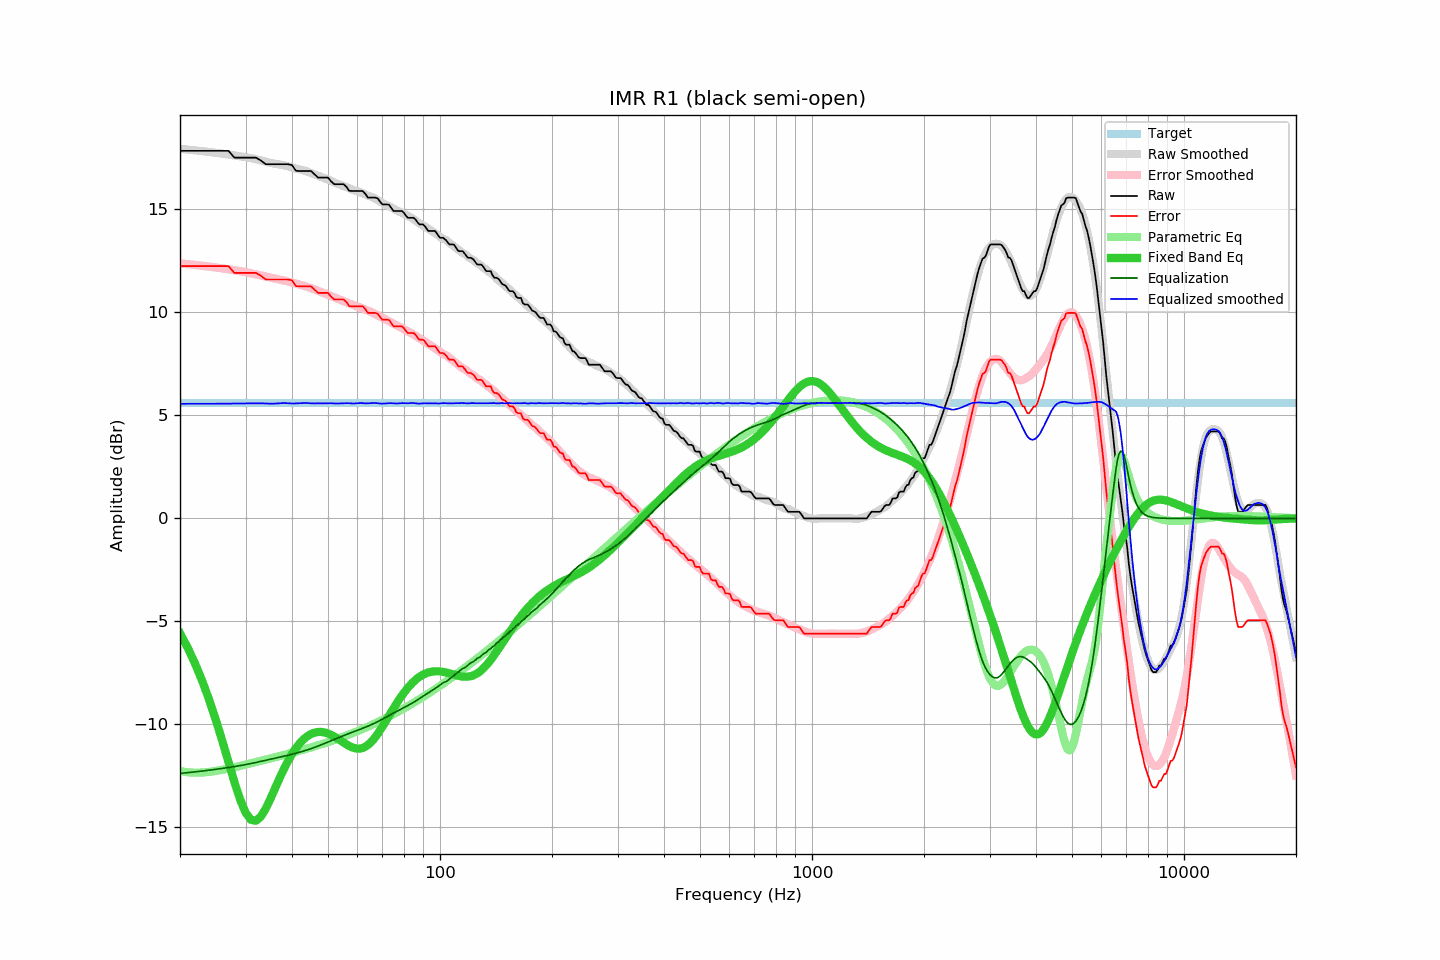 IMR R1 (black semi-open)
Target
Raw Smoothed
Error Smoothed
Raw
Error
Parametric Eq
Fixed Band Eq
Equalization
Equalized smoothed
Amplitude (dBr)
15
10
5
0
−5
−10
−15
100
1000
10000
Frequency (Hz)